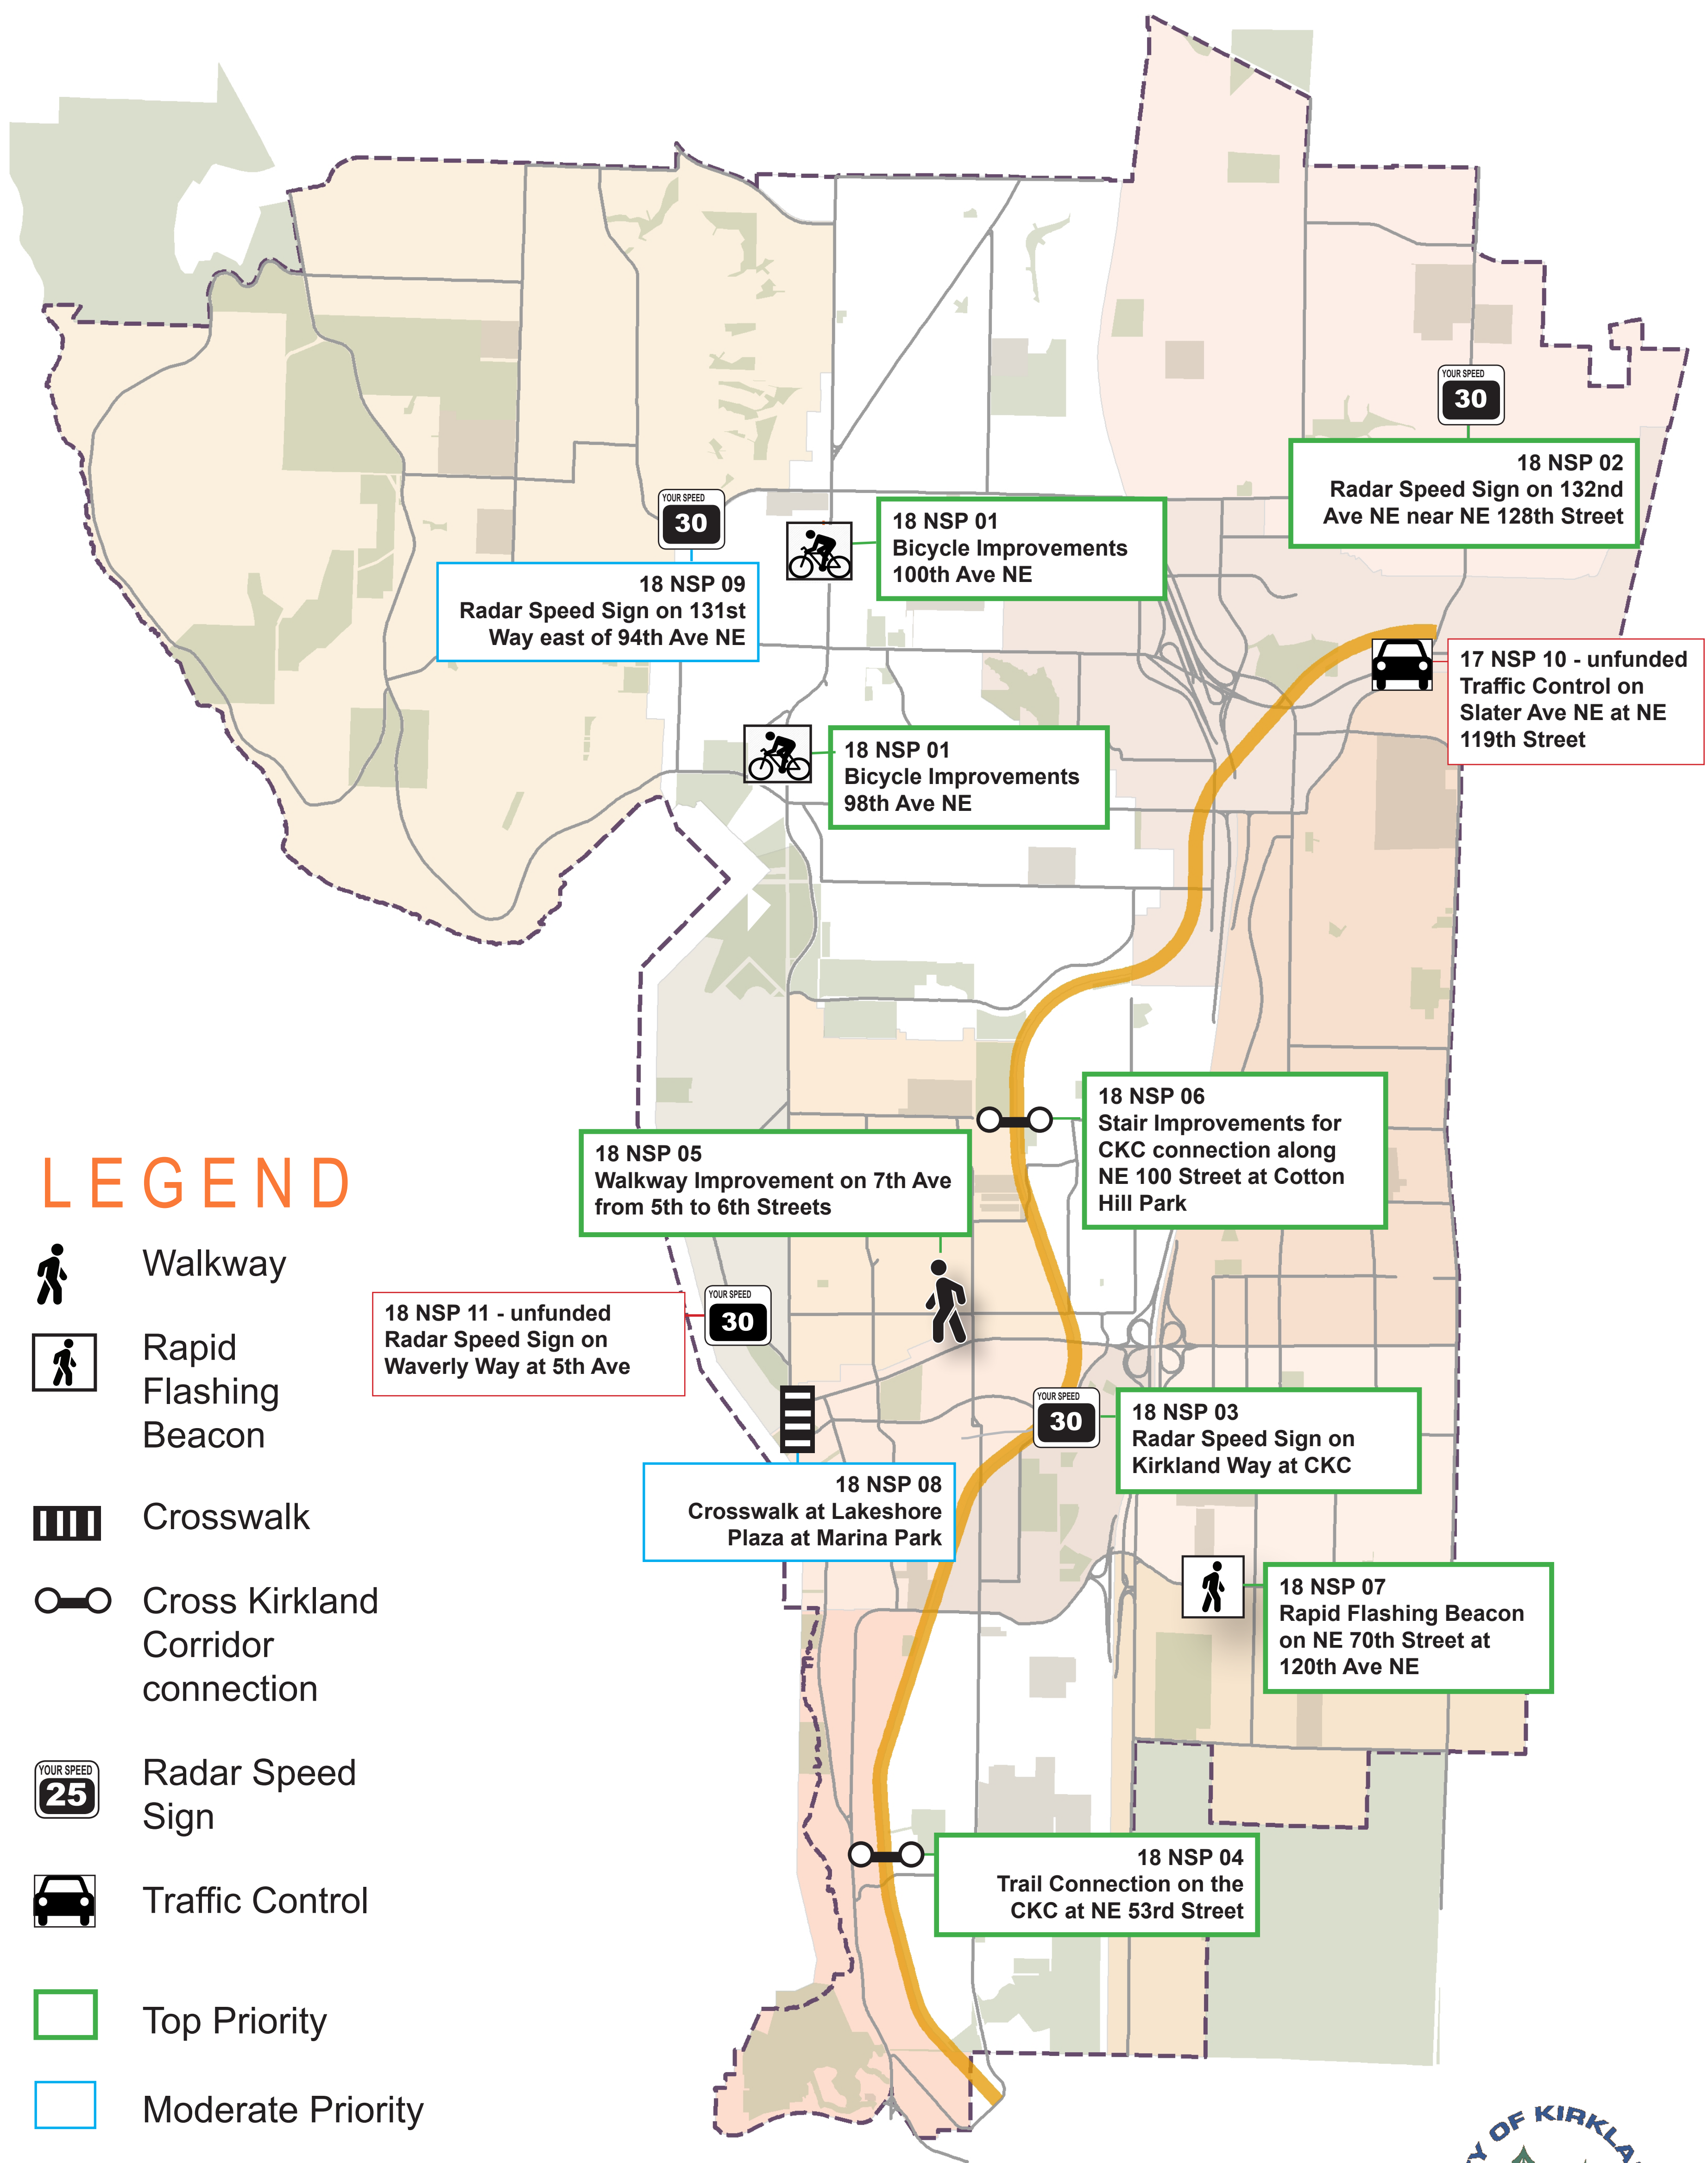 YOUR SPEED
30
18 NSP 02
Radar Speed Sign on 132nd
Ave NE near NE 128th Street
YOUR SPEED
30
18 NSP 09
Radar Speed Sign on 131st
Way east of 94th Ave NE
18 NSP 01
Bicycle Improvements
100th Ave NE
17 NSP 10 - unfunded
Traffic Control on
Slater Ave NE at NE
119th Street
18 NSP 01
Bicycle Improvements
98th Ave NE
18 NSP 06
Stair Improvements for
CKC connection along
NE 100 Street at Cotton
Hill Park
18 NSP 05
Walkway Improvement on 7th Ave
from 5th to 6th Streets
18 NSP 11 - unfunded
Radar Speed Sign on
Waverly Way at 5th Ave
YOUR SPEED
30
YOUR SPEED
30
18 NSP 03
Radar Speed Sign on
Kirkland Way at CKC
18 NSP 08
Crosswalk at Lakeshore
Plaza at Marina Park
18 NSP 07
Rapid Flashing Beacon
on NE 70th Street at
120th Ave NE
18 NSP 04
Trail Connection on the
CKC at NE 53rd Street
LEGEND
Walkway
Rapid
Flashing
Beacon
Crosswalk
Cross Kirkland
Corridor
connection
YOUR SPEED
25
Radar Speed
Sign
Traffic Control
Top Priority
Moderate Priority
OF